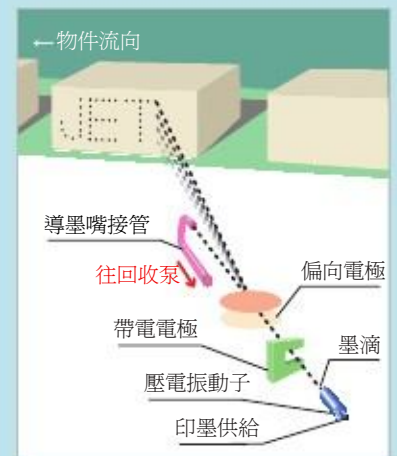 ←物件流向
JET
導墨嘴接管
往回收泵
偏向電極
帶電電極
墨滴
壓電振動子
印墨供給